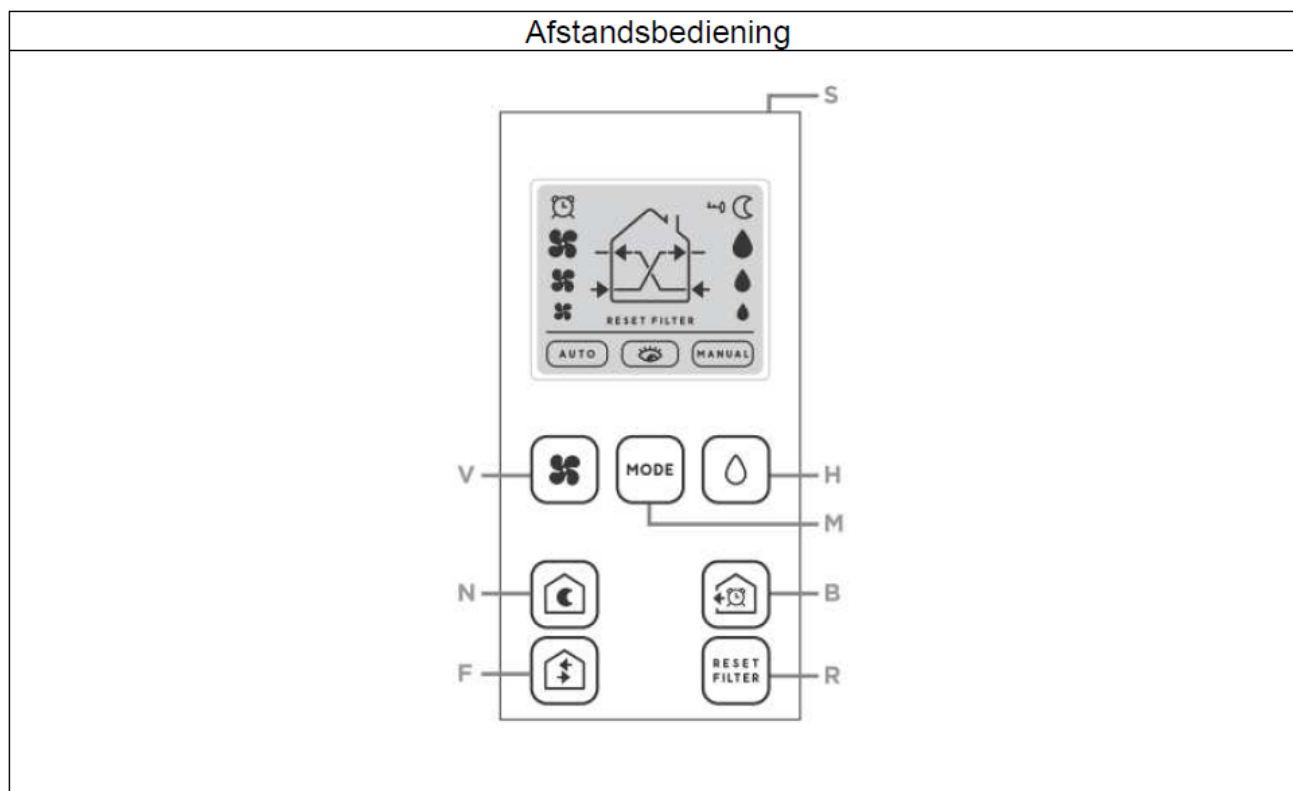 Afstandsbediening
S
RESET FILTER
AUTO
MANUAL
V
MODE
H
M
N
B
F
RESET
FILTER
R